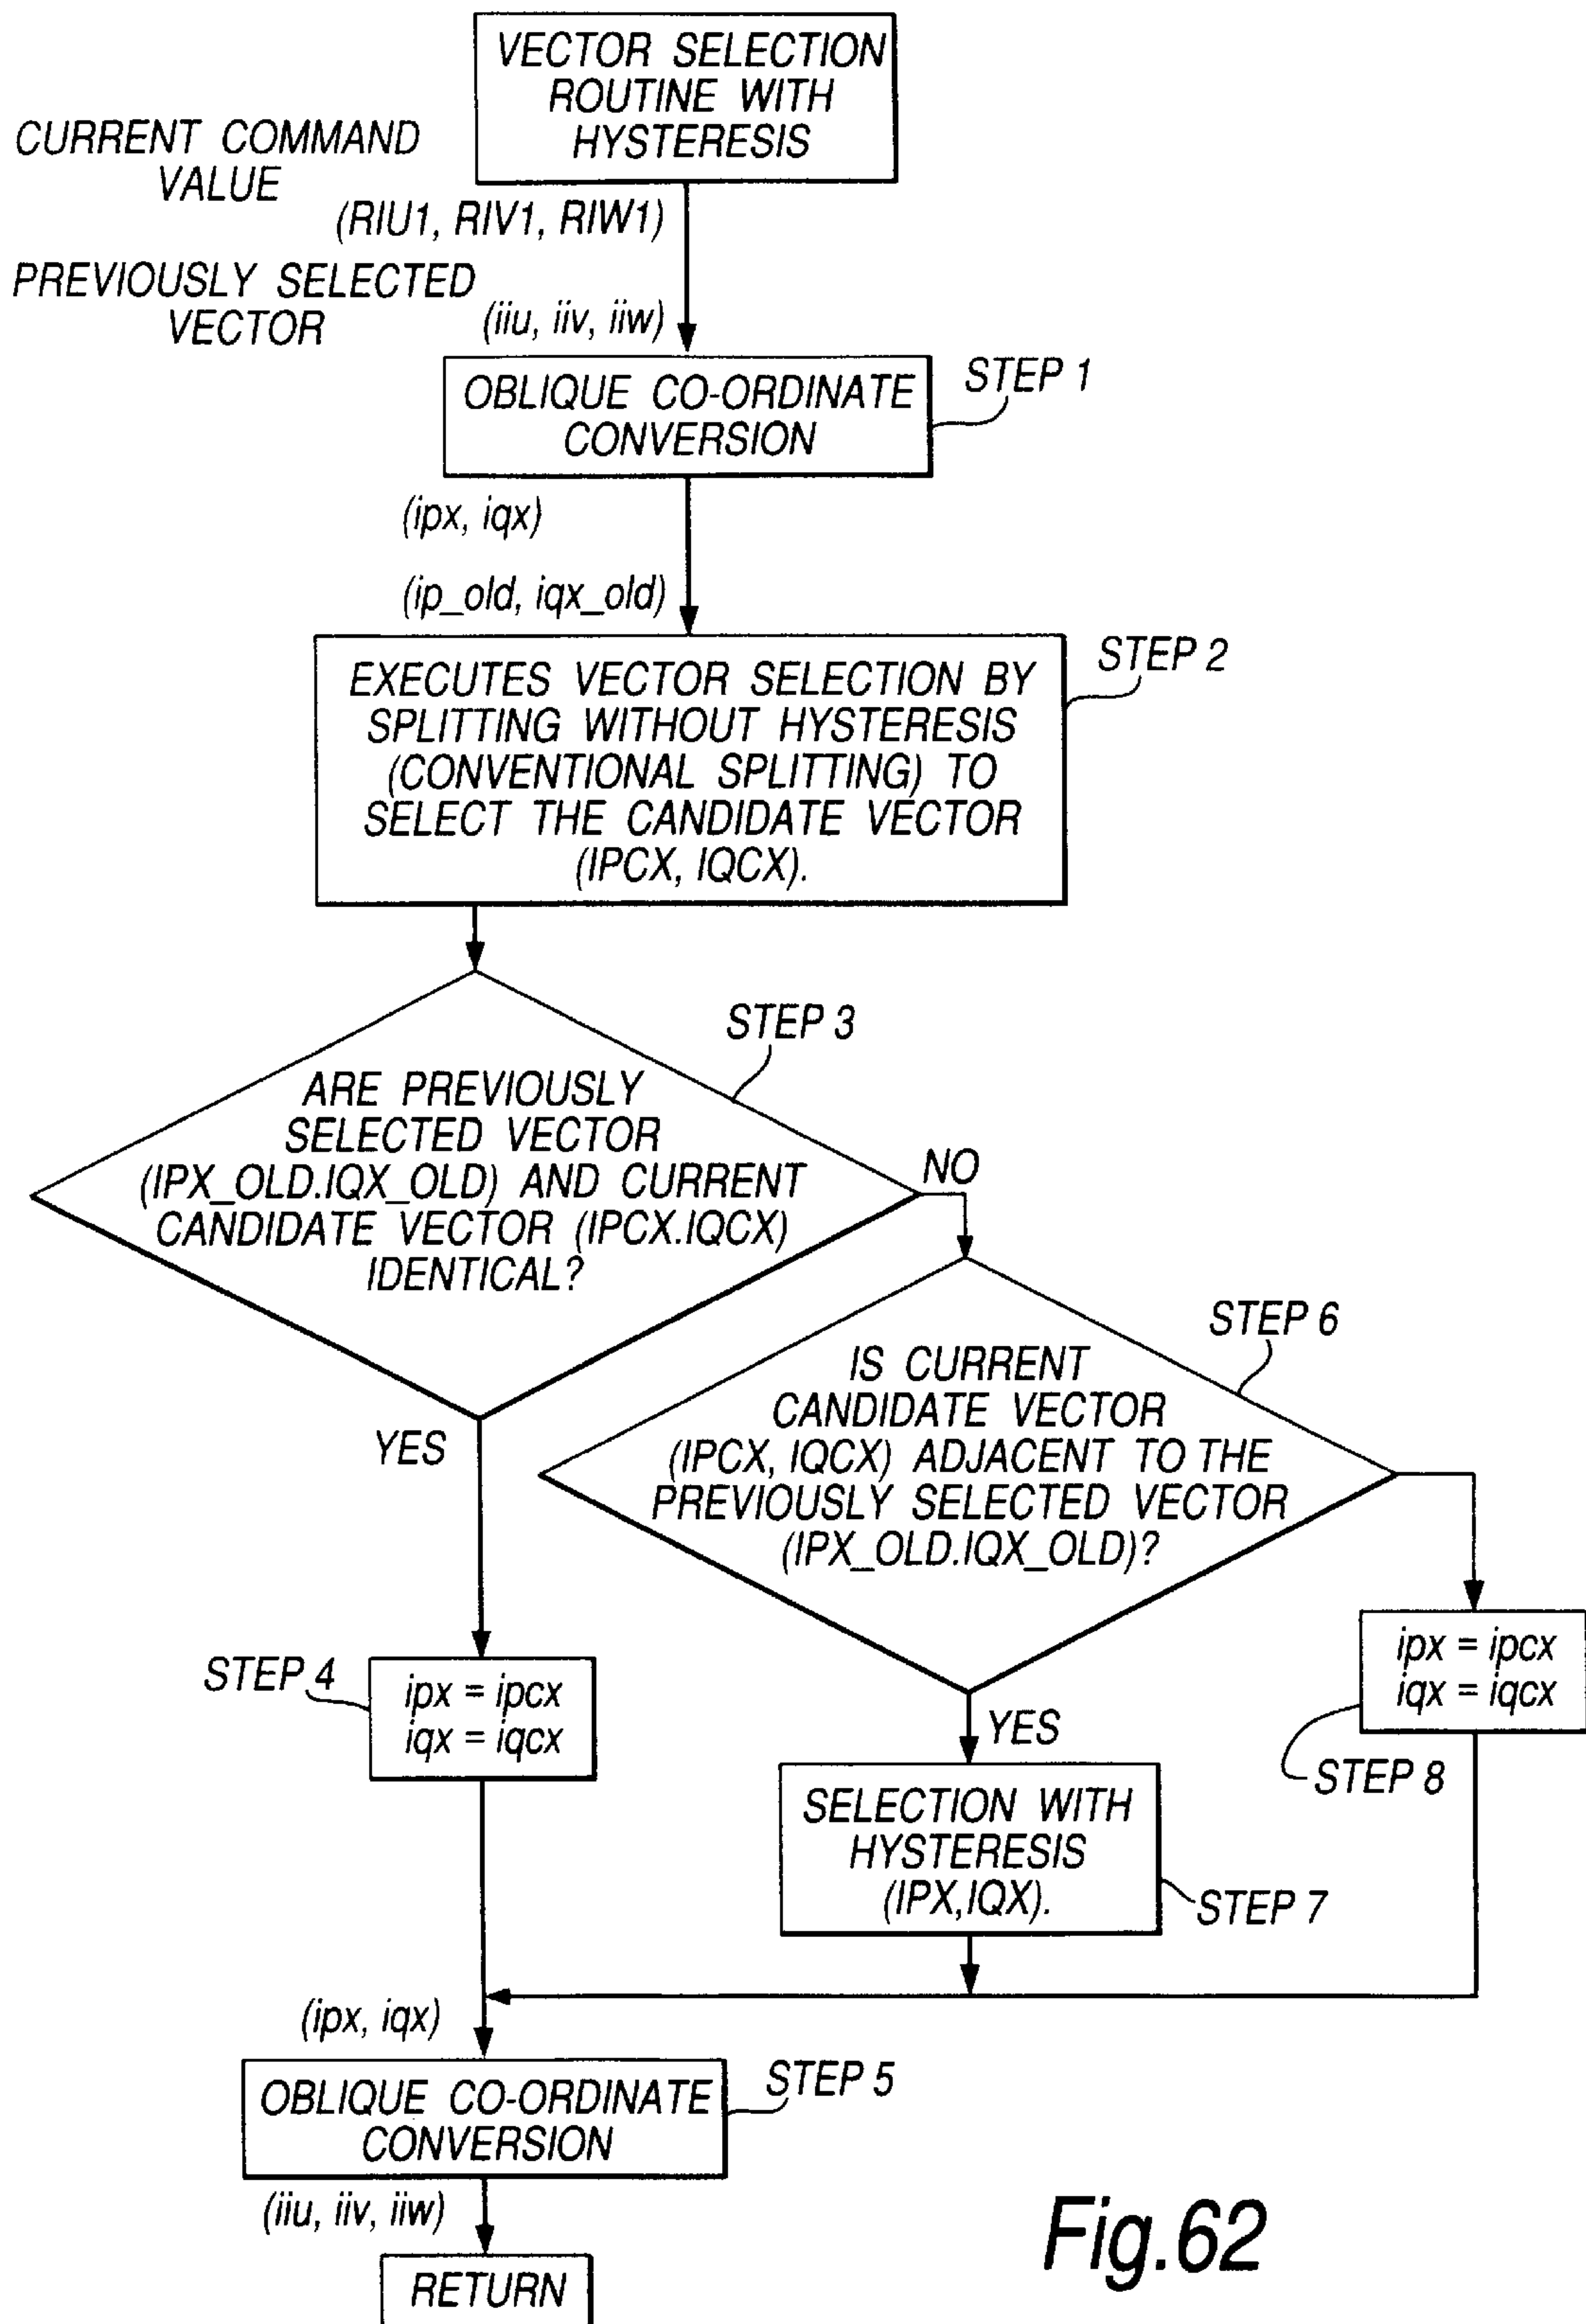 VECTOR SELECTION
ROUTINE WITH
HYSTERESIS
CURRENT COMMAND
VALUE
(RIU1, RIV1, RIW1)
PREVIOUSLY SELECTED
VECTOR
(iiu, iiv, iiw)
OBLIQUE CO-ORDINATE
CONVERSION
STEP 1
(ipx, iqx)
(ip_old, iqx_old)
EXECUTES VECTOR SELECTION BY
SPLITTING WITHOUT HYSTERESIS
(CONVENTIONAL SPLITTING) TO
SELECT THE CANDIDATE VECTOR
(IPCX, IQCX).
STEP 2
STEP 3
ARE PREVIOUSLY
SELECTED VECTOR
(IPX_OLD.IQX_OLD) AND CURRENT
CANDIDATE VECTOR (IPCX.IQCX)
IDENTICAL?
NO
STEP 6
IS CURRENT
CANDIDATE VECTOR
(IPCX, IQCX) ADJACENT TO THE
PREVIOUSLY SELECTED VECTOR
(IPX_OLD.IQX_OLD)?
YES
STEP 4
ipx = ipcx
iqx = iqcx
YES
SELECTION WITH
HYSTERESIS
(IPX,IQX).
STEP 7
ipx = ipcx
iqx = iqcx
STEP 8
(ipx, iqx)
OBLIQUE CO-ORDINATE
CONVERSION
STEP 5
(iiu, iiv, iiw)
RETURN
Fig.62